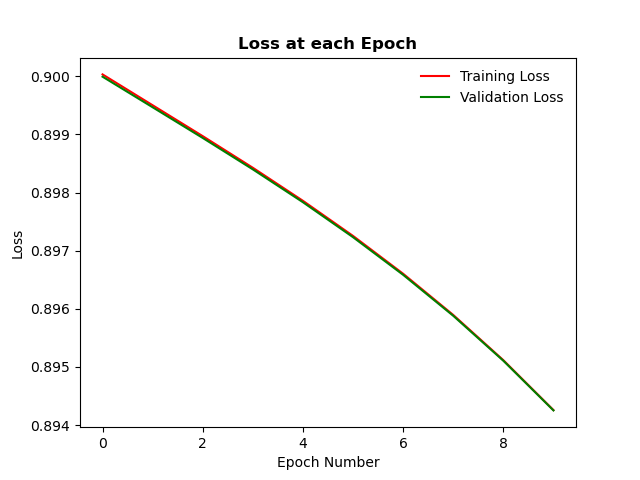 Loss at each Epoch
Training Loss
Validation Loss
0.900
0.899
0.898
0.897
0.896
0.895
0.894
Loss
0 2 4 6 8
Epoch Number